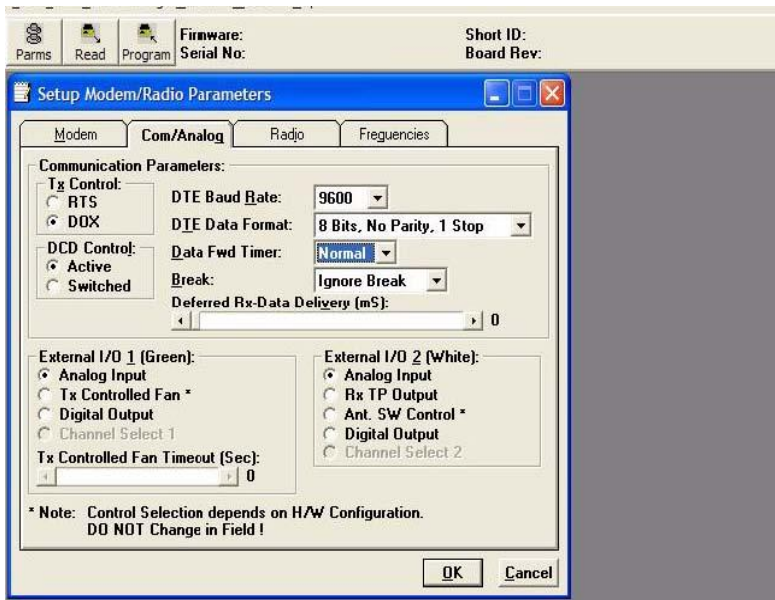 Firmware: Short ID:
Parms Read Program Serial No: Board Rev:
Setup Modem/Radio Parameters
Modem Com/Analog Radio Freguencies
Communication Parameters:
Tx Control:
RTS
DOX
DCD Control:
Active
Switched
DTE Baud Rate: 9600
DTE Data Format: 8 Bits, No Parity, 1 Stop
Data Fwd Timer: Normal
Break: Ignore Break
Deferred Rx-Data Delivery (mS):
0
External I/O 1 (Green):
Analog Input
Tx Controlled Fan *
Digital Output
Channel Select 1
Tx Controlled Fan Timeout (Sec):
0
External I/O 2 (White):
Analog Input
Rx TP Output
Ant. SW Control *
Digital Output
Channel Select 2
* Note: Control Selection depends on H/W Configuration.
DO NOT Change in Field !
OK Cancel